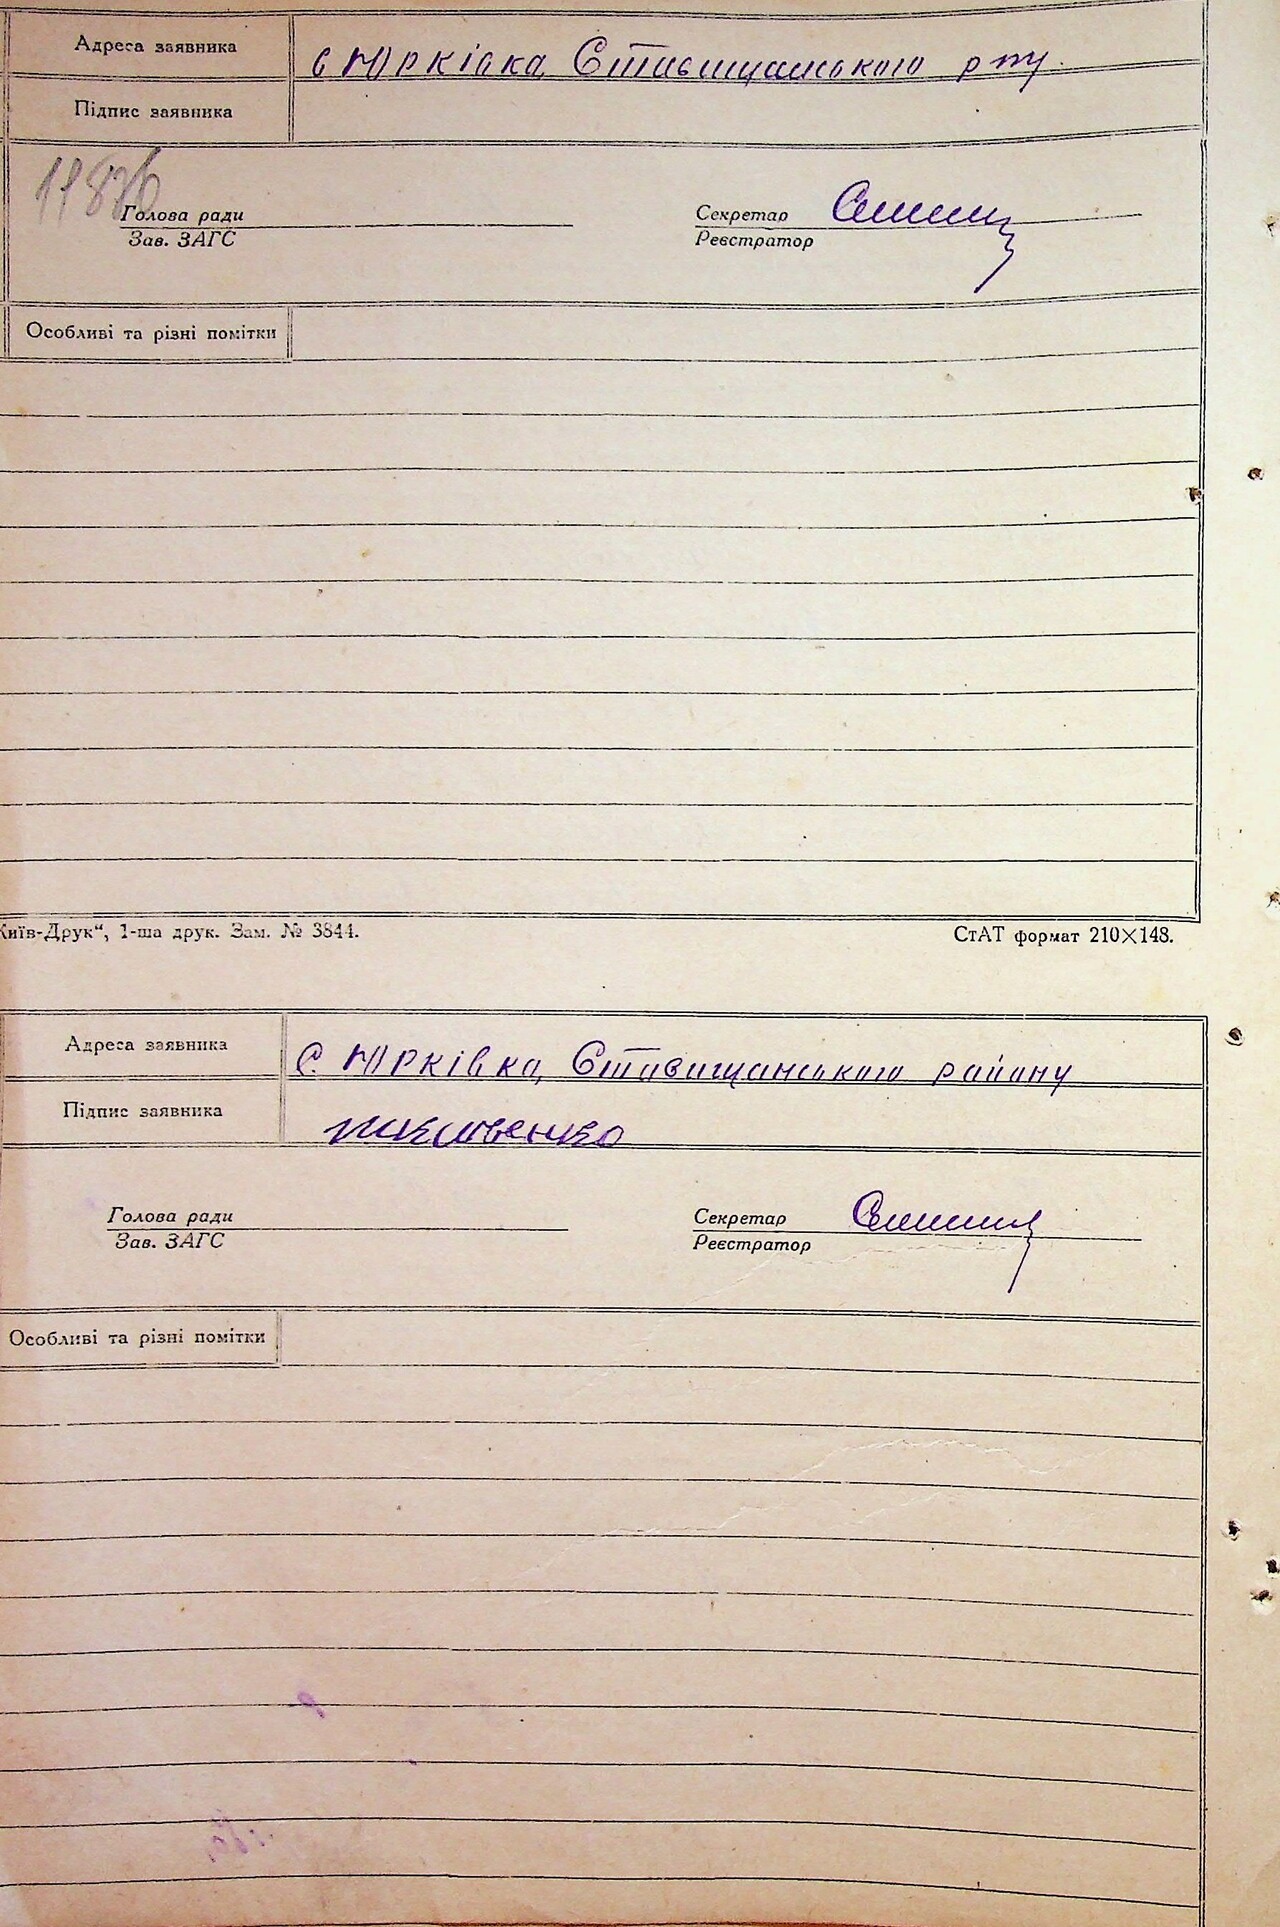 Адреса заявника с Юрківка Ставищанського р ну.
Підпис заявника
Голова ради
Зав. ЗАГС
Секретар
Реєстратор
Особливі та різні помітки
Київ-Друк“, 1-ша друк. Зам. № 3844.
СтАТ формат 210×148.
Адреса заявника С. Юрківка, Ставищанського району
Підпис заявника
Голова ради
Зав. ЗАГС
Секретар
Реєстратор
Особливі та різні помітки